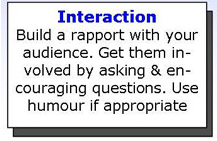 Interaction
Build a rapport with your
audience. Get them in-
volved by asking & en-
couraging questions. Use
humour if appropriate